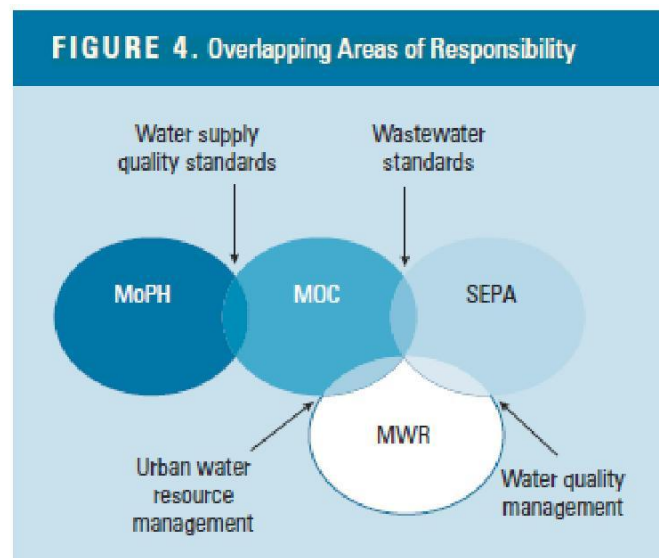 FIGURE 4. Overlapping Areas of Responsibility
Water supply
quality standards
Wastewater
standards
MoPH
MOC
SEPA
MWR
Urban water
resource
management
Water quality
management